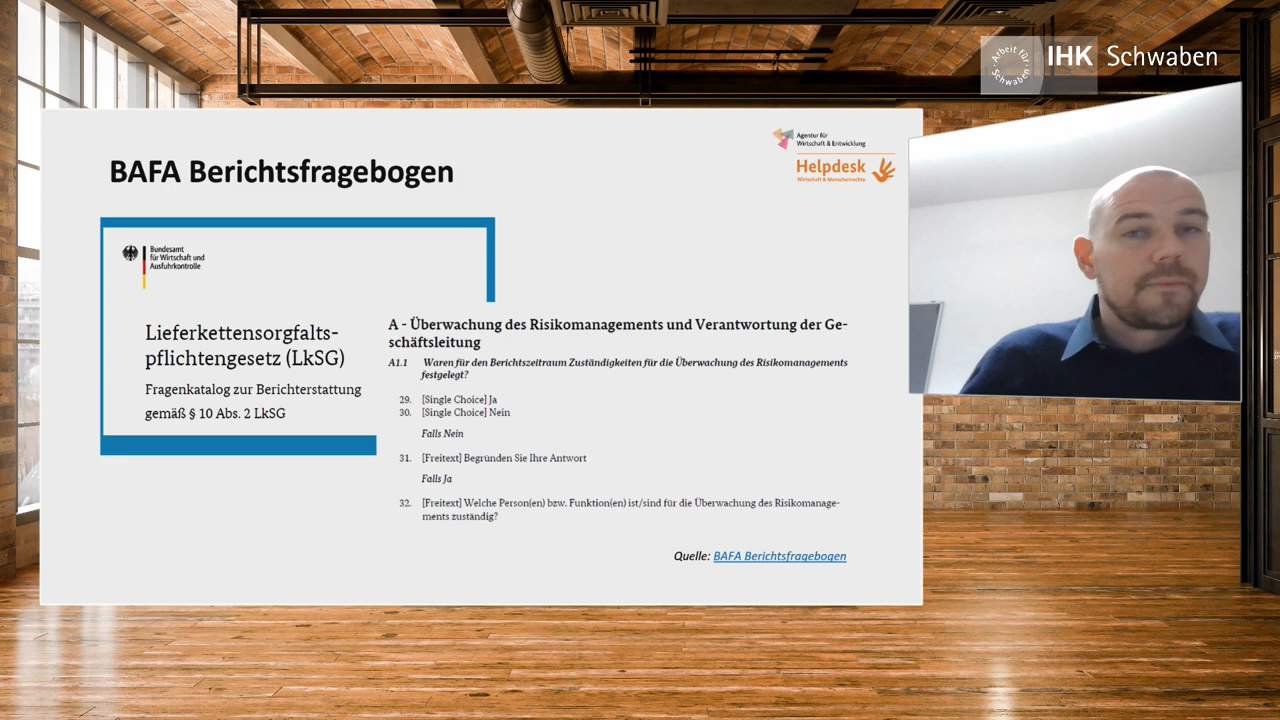 Arbeit für
Schwaben
IHK Schwaben
BAFA Berichtsfragebogen
Agentur für
Wirtschaft & Entwicklung
Helpdesk
Wirtschaft & Menschenrechte
Bundesamt
für Wirtschaft und
Ausfuhrkontrolle
Lieferkettensorgfalts-
pflichtengesetz (LkSG)
Fragenkatalog zur Berichterstattung
gemäß § 10 Abs. 2 LkSG
A - Überwachung des Risikomanagements und Verantwortung der Ge-
schäftsleitung
A1.1 Waren für den Berichtszeitraum Zuständigkeiten für die Überwachung des Risikomanagements
festgelegt?
29. [Single Choice] Ja
30. [Single Choice] Nein
Falls Nein
31. [Freitext] Begründen Sie Ihre Antwort
Falls Ja
32. [Freitext] Welche Person(en) bzw. Funktion(en) ist/sind für die Überwachung des Risikomanage-
ments zuständig?
Quelle: BAFA Berichtsfragebogen